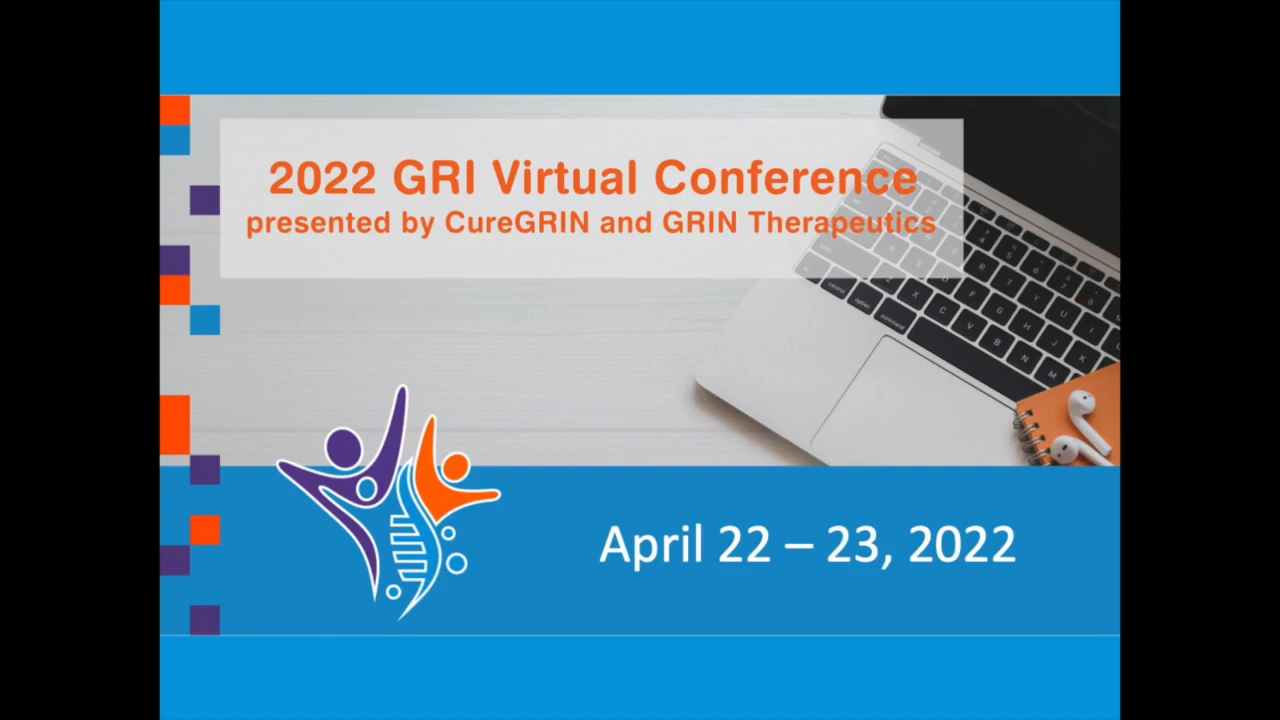 2022 GRI Virtual Conference
presented by CureGRIN and GRIN Therapeutics
April 22 – 23, 2022